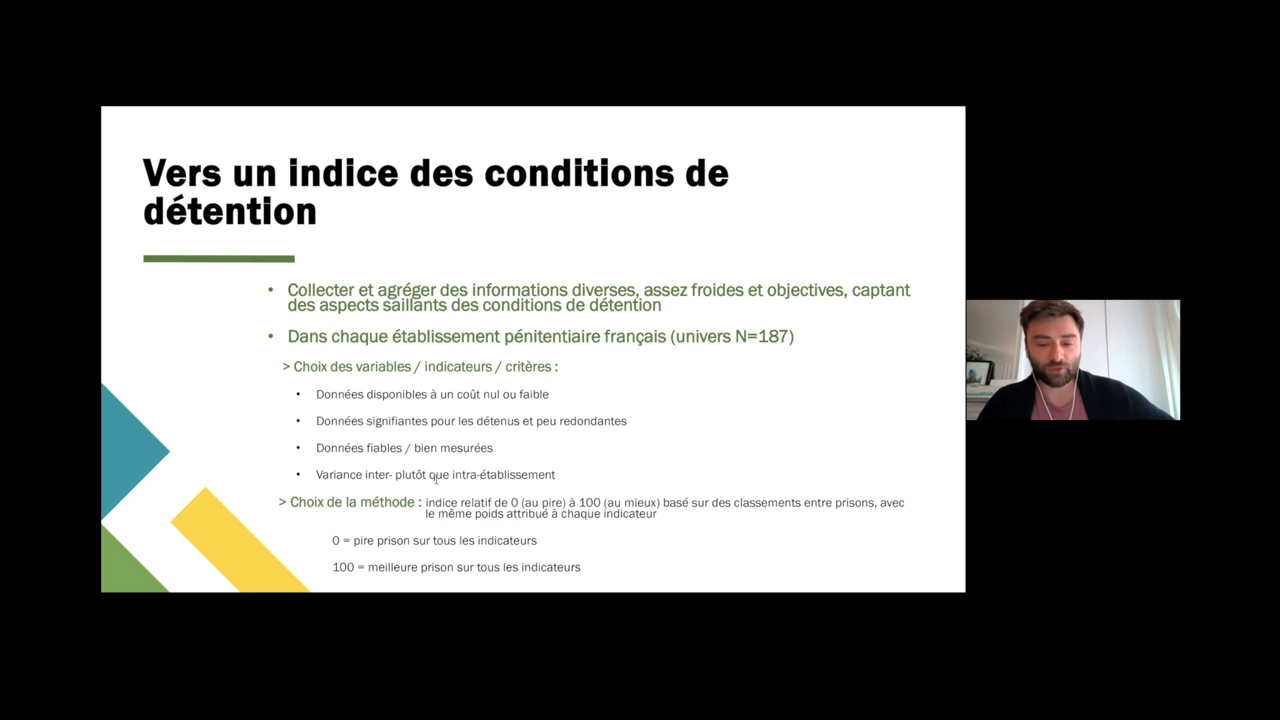 Vers un indice des conditions de
détention
• Collecter et agréger des informations diverses, assez froides et objectives, captant
des aspects saillants des conditions de détention
• Dans chaque établissement pénitentiaire français (univers N=187)
> Choix des variables / indicateurs / critères :
• Données disponibles à un coût nul ou faible
• Données signifiantes pour les détenus et peu redondantes
• Données fiables / bien mesurées
• Variance inter- plutôt que intra-établissement
> Choix de la méthode : indice relatif de 0 (au pire) à 100 (au mieux) basé sur des classements entre prisons, avec
le même poids attribué à chaque indicateur
0 = pire prison sur tous les indicateurs
100 = meilleure prison sur tous les indicateurs